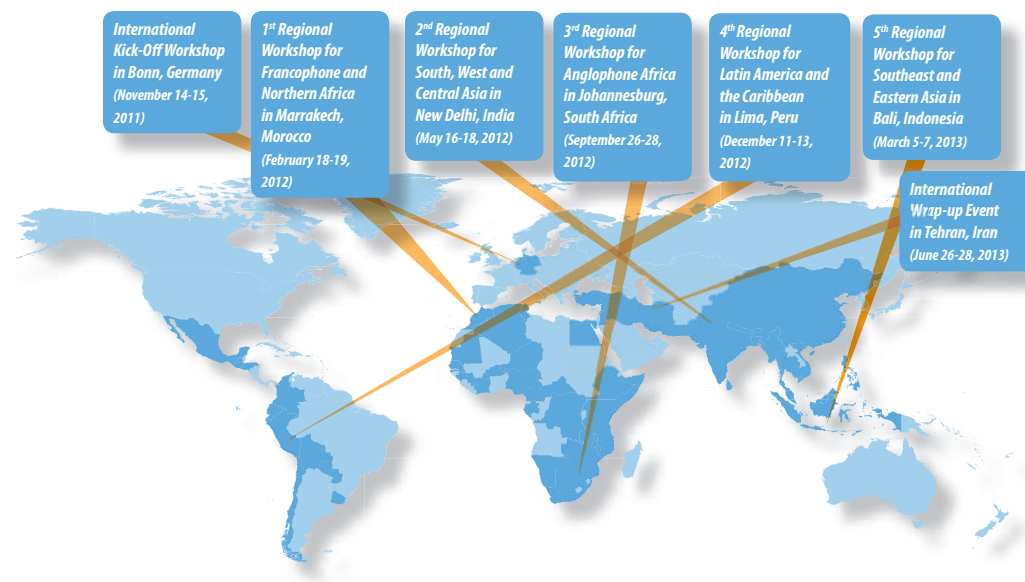 International
Kick-Off Workshop
in Bonn, Germany
(November 14-15,
2011)
1st Regional
Workshop for
Francophone and
Northern Africa
in Marrakech,
Morocco
(February 18-19,
2012)
2nd Regional
Workshop for
South, West and
Central Asia in
New Delhi, India
(May 16-18, 2012)
3rd Regional
Workshop for
Anglophone Africa
in Johannesburg,
South Africa
(September 26-28,
2012)
4th Regional
Workshop for
Latin America and
the Caribbean
in Lima, Peru
(December 11-13,
2012)
5th Regional
Workshop for
Southeast and
Eastern Asia in
Bali, Indonesia
(March 5-7, 2013)
International
Wrap-up Event
in Tehran, Iran
(June 26-28, 2013)